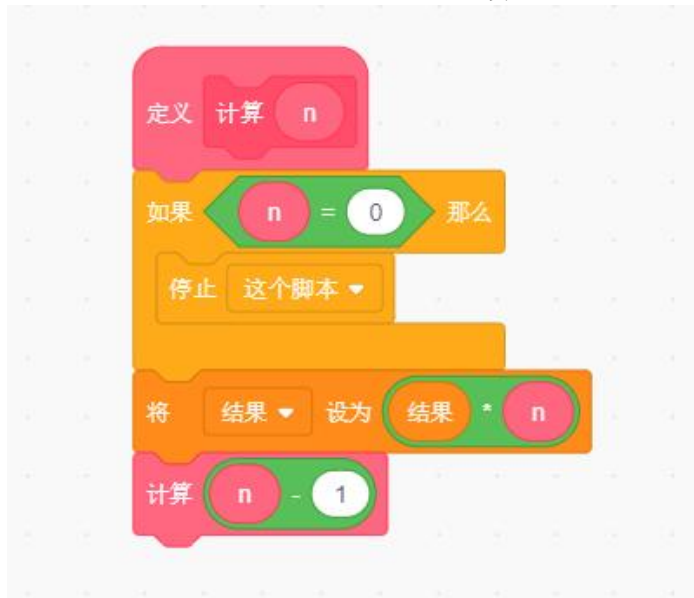 定义 计算 n
如果 n = 0 那么
停止 这个脚本
将 结果 设为 结果 * n
计算 n - 1